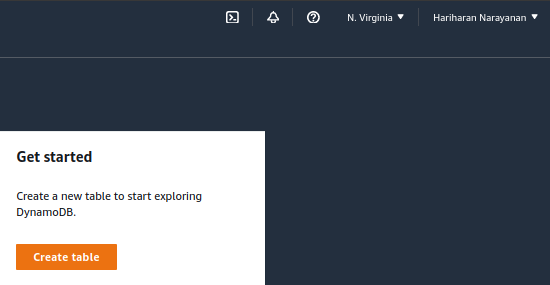 N. Virginia Hariharan Narayanan
Get started
Create a new table to start exploring
DynamoDB.
Create table